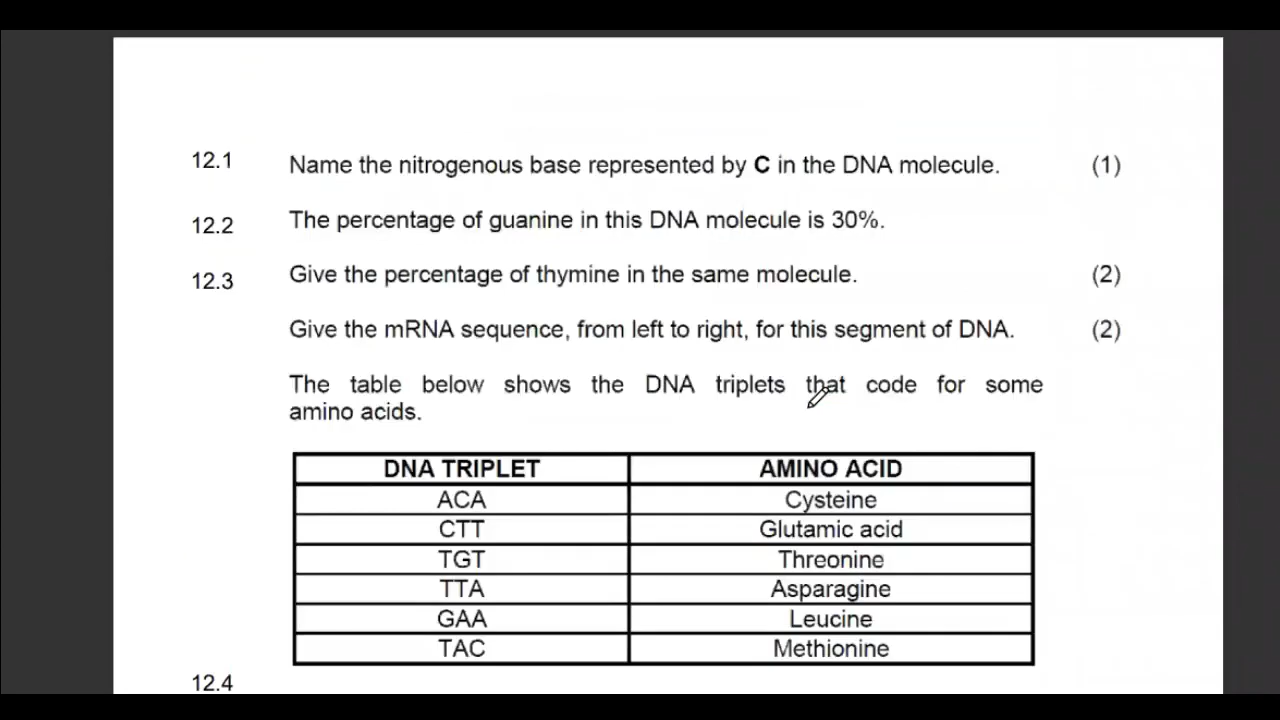 12.1 Name the nitrogenous base represented by C in the DNA molecule. (1)
12.2 The percentage of guanine in this DNA molecule is 30%.
12.3 Give the percentage of thymine in the same molecule. (2)
Give the mRNA sequence, from left to right, for this segment of DNA. (2)
The table below shows the DNA triplets that code for some
amino acids.
DNA TRIPLET AMINO ACID
ACA Cysteine
CTT Glutamic acid
TGT Threonine
TTA Asparagine
GAA Leucine
TAC Methionine
12.4